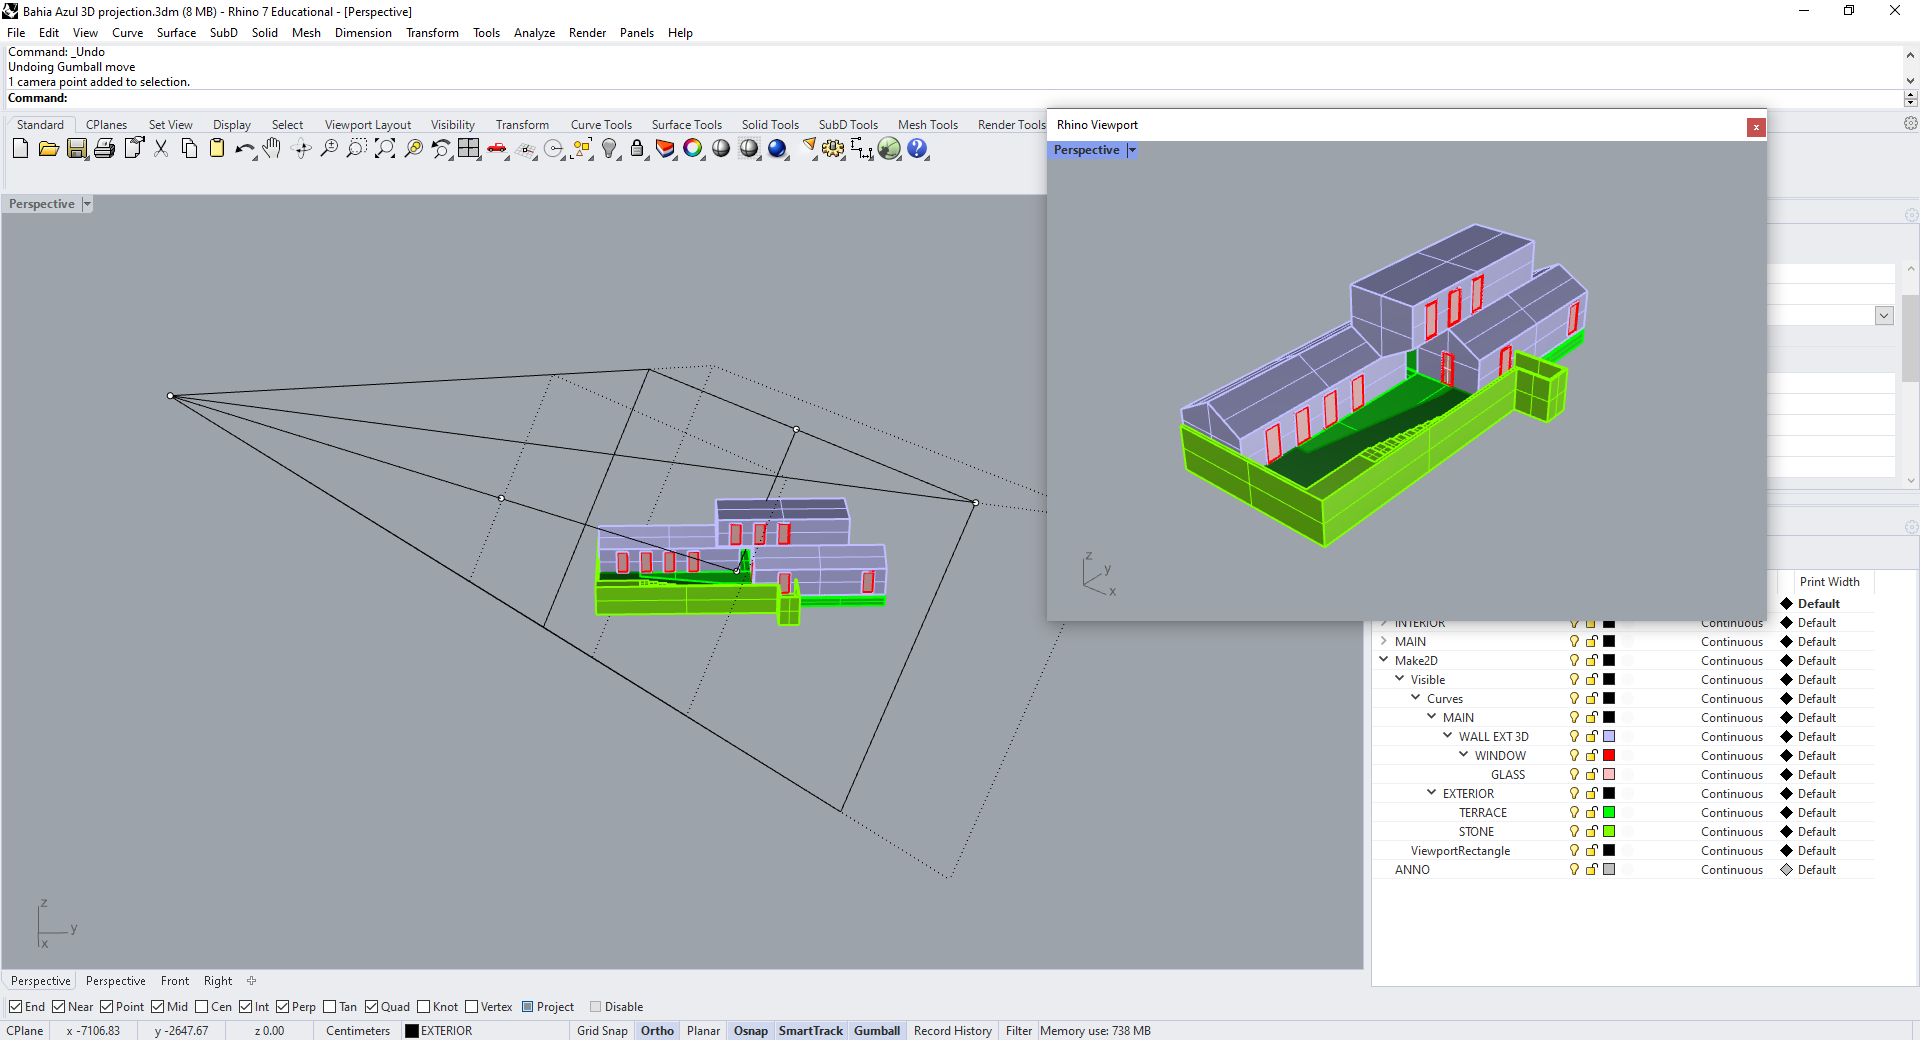 Bahia Azul 3D projection.3dm (8 MB) - Rhino 7 Educational - [Perspective]
File Edit View Curve Surface SubD Solid Mesh Dimension Transform Tools Analyze Render Panels Help
Command: _Undo
Undoing Gumball move
1 camera point added to selection.
Command:
Standard CPlanes Set View Display Select Viewport Layout Visibility Transform Curve Tools Surface Tools Solid Tools SubD Tools Mesh Tools Render Tools
Rhino Viewport
Perspective
Perspective
z
y
x
z
y
x
Print Width
Default
INTERIOR Continuous Default
MAIN Continuous Default
Make2D Continuous Default
Visible Continuous Default
Curves Continuous Default
MAIN Continuous Default
WALL EXT 3D Continuous Default
WINDOW Continuous Default
GLASS Continuous Default
EXTERIOR Continuous Default
TERRACE Continuous Default
STONE Continuous Default
ViewportRectangle Continuous Default
ANNO Continuous Default
Perspective Perspective Front Right
End Near Point Mid Cen Int Perp Tan Quad Knot Vertex Project Disable
CPlane x -7106.83 y -2647.67 z 0.00 Centimeters EXTERIOR Grid Snap Ortho Planar Osnap SmartTrack Gumball Record History Filter Memory use: 738 MB